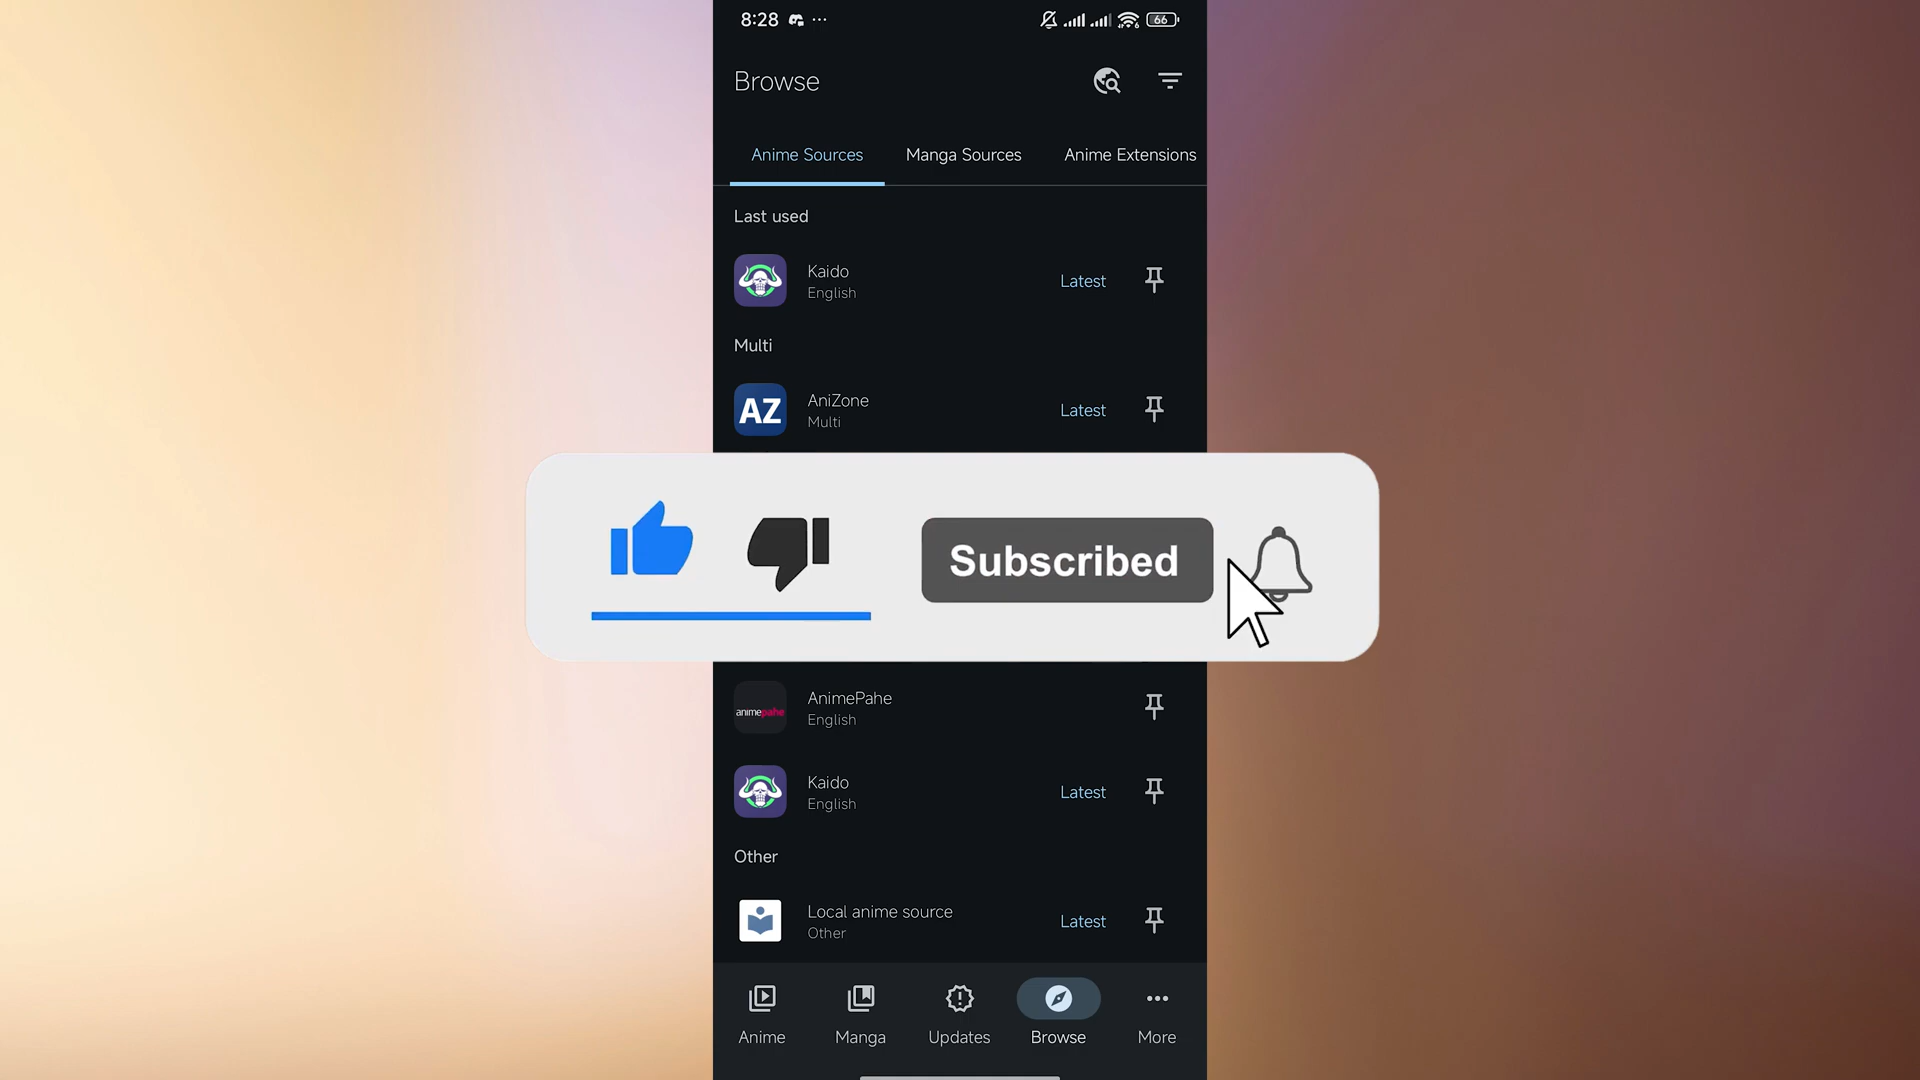 8:28
66
Browse
Anime Sources
Manga Sources
Anime Extensions
Last used
Kaido
English
Latest
Multi
AZ
AniZone
Multi
Latest
Subscribed
animepahe
AnimePahe
English
Kaido
English
Latest
Other
Local anime source
Other
Latest
Anime
Manga
Updates
Browse
More